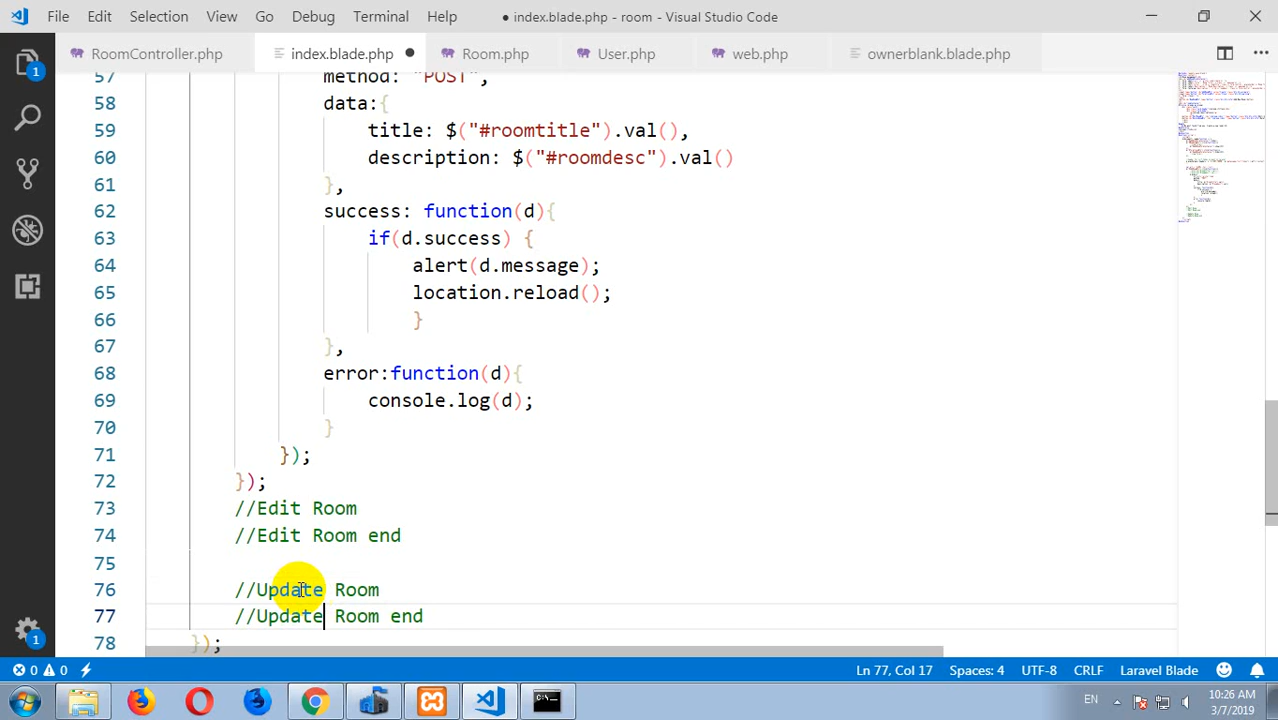 File Edit Selection View Go Debug Terminal Help ● index.blade.php - room - Visual Studio Code
RoomController.php index.blade.php ● Room.php User.php web.php ownerblank.blade.php
57 method: "POST",
58 data:{
59 title: $("#roomtitle").val(),
60 description: $("#roomdesc").val()
61 },
62 success: function(d){
63 if(d.success) {
64 alert(d.message);
65 location.reload();
66 }
67 },
68 error:function(d){
69 console.log(d);
70 }
71 });
72 });
73 //Edit Room
74 //Edit Room end
75
76 //Update Room
77 //Update Room end
78 });
1
1
0 0 Ln 77, Col 17 Spaces: 4 UTF-8 CRLF Laravel Blade
EN 10:26 AM
3/7/2019